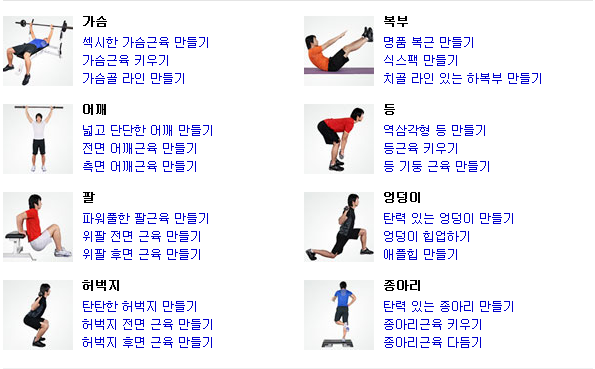 가슴
섹시한 가슴근육 만들기
가슴근육 키우기
가슴골 라인 만들기
복부
명품 복근 만들기
식스팩 만들기
치골 라인 있는 하복부 만들기
어깨
넓고 단단한 어깨 만들기
전면 어깨근육 만들기
측면 어깨근육 만들기
등
역삼각형 등 만들기
등근육 키우기
등 기둥 근육 만들기
팔
파워풀한 팔근육 만들기
위팔 전면 근육 만들기
위팔 후면 근육 만들기
엉덩이
탄력 있는 엉덩이 만들기
엉덩이 힙업하기
애플힙 만들기
허벅지
탄탄한 허벅지 만들기
허벅지 전면 근육 만들기
허벅지 후면 근육 만들기
종아리
탄력 있는 종아리 만들기
종아리근육 키우기
종아리근육 다듬기